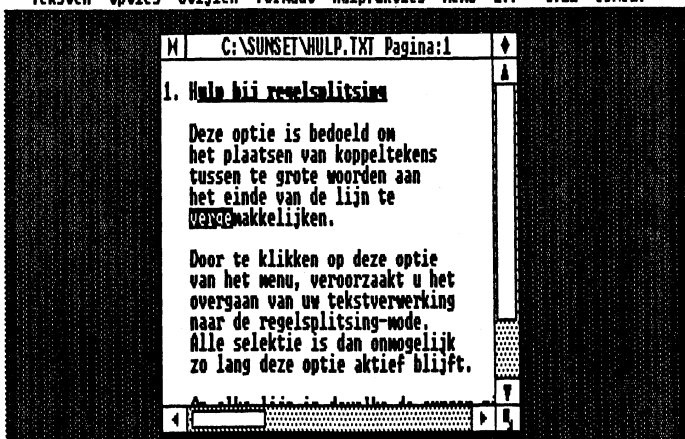 C:\SUNSET\HULP.TXT Pagina:1
1. Hulp bij regelsplitsing
Deze optie is bedoeld om
het plaatsen van koppeltekens
tussen te grote woorden aan
het einde van de lijn te
vergemakkelijken.
Door te klikken op deze optie
van het menu, veroorzaakt u het
overgaan van uw tekstverwerking
naar de regelsplitsing-mode.
Alle selektie is dan onmogelijk
zo lang deze optie aktief blijft.